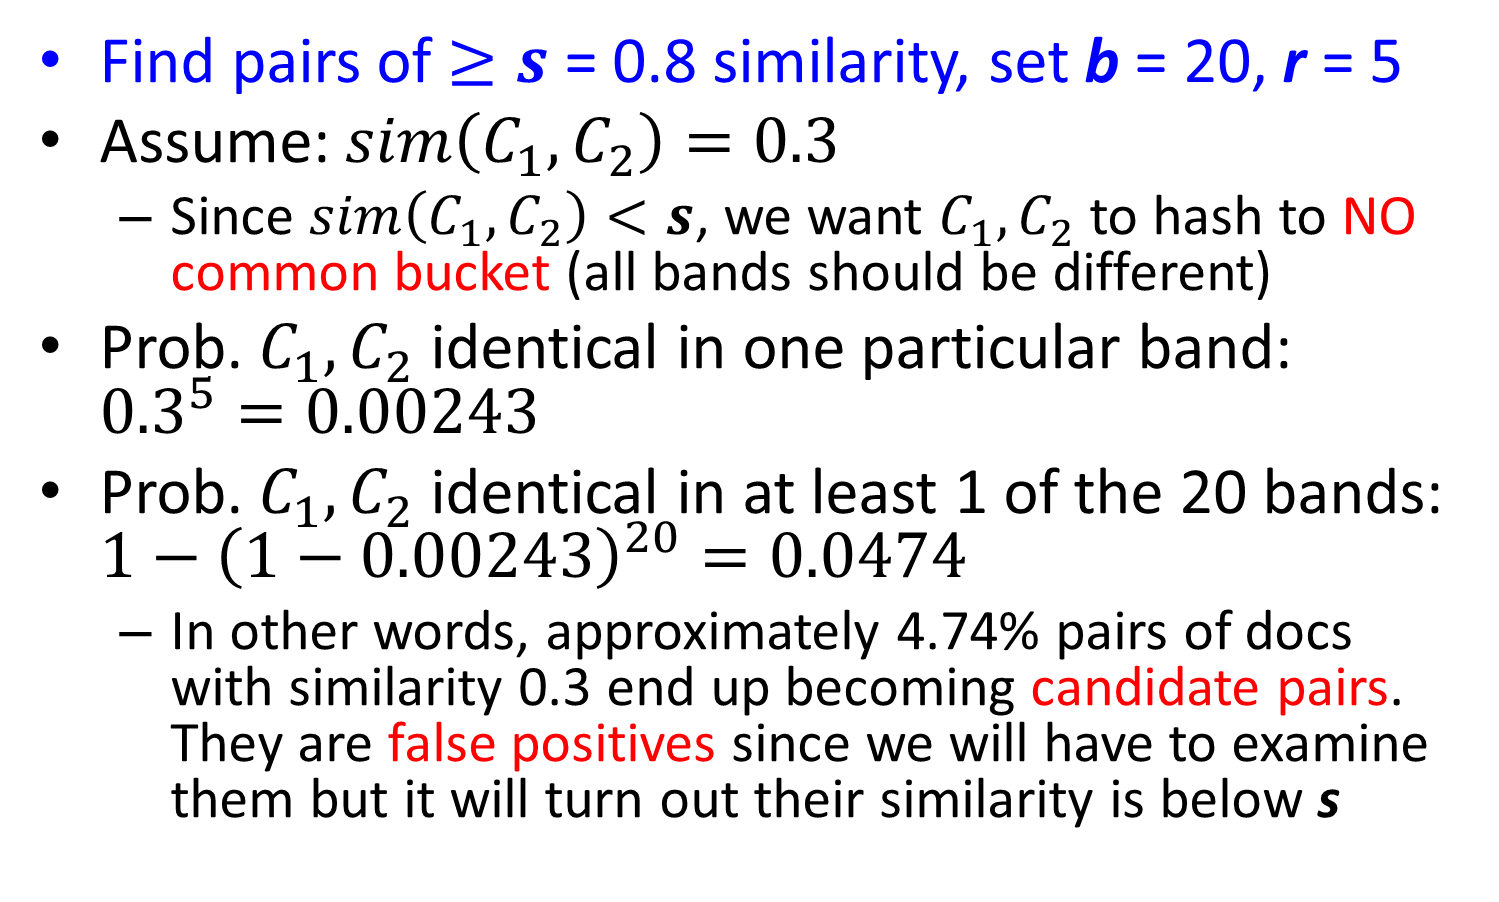 • Find pairs of ≥ s = 0.8 similarity, set b = 20, r = 5
• Assume: sim(C₁, C₂) = 0.3
– Since sim(C₁, C₂) < s, we want C₁, C₂ to hash to NO
common bucket (all bands should be different)
• Prob. C₁, C₂ identical in one particular band:
0.3⁵ = 0.00243
• Prob. C₁, C₂ identical in at least 1 of the 20 bands:
1 − (1 − 0.00243)²⁰ = 0.0474
– In other words, approximately 4.74% pairs of docs
with similarity 0.3 end up becoming candidate pairs.
They are false positives since we will have to examine
them but it will turn out their similarity is below s